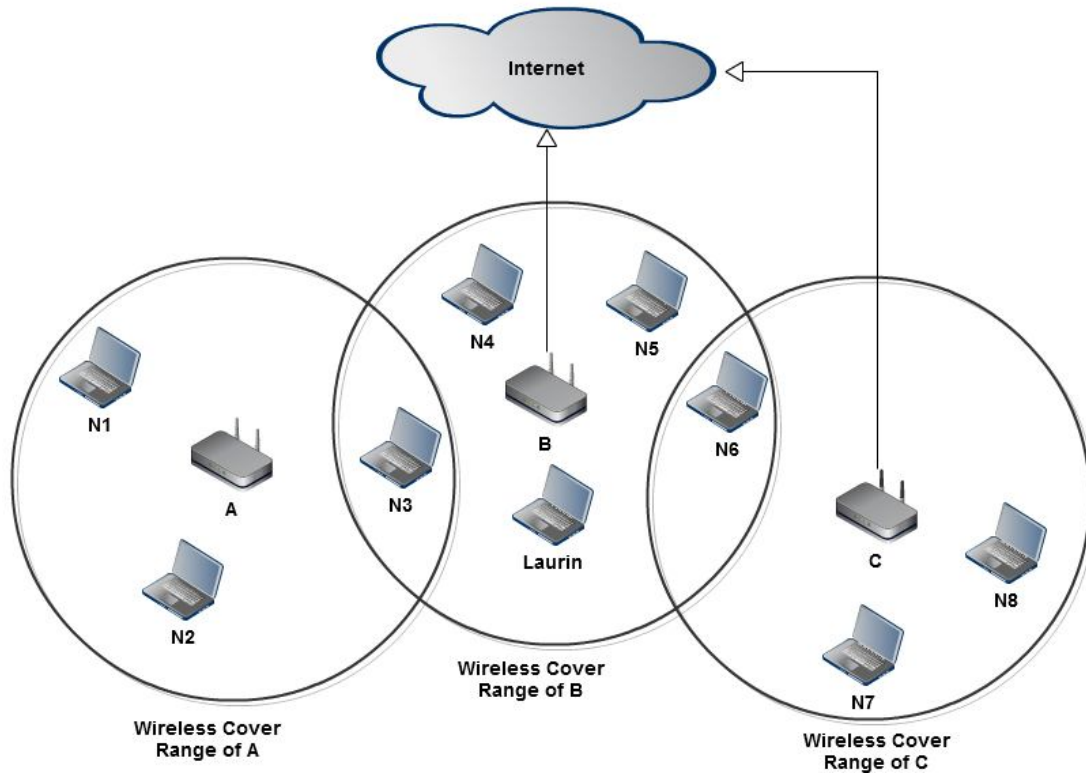 Internet
N4
N5
N1
B
N6
A
N3
Laurin
C
N2
N8
Wireless Cover
Range of B
N7
Wireless Cover
Range of A
Wireless Cover
Range of C